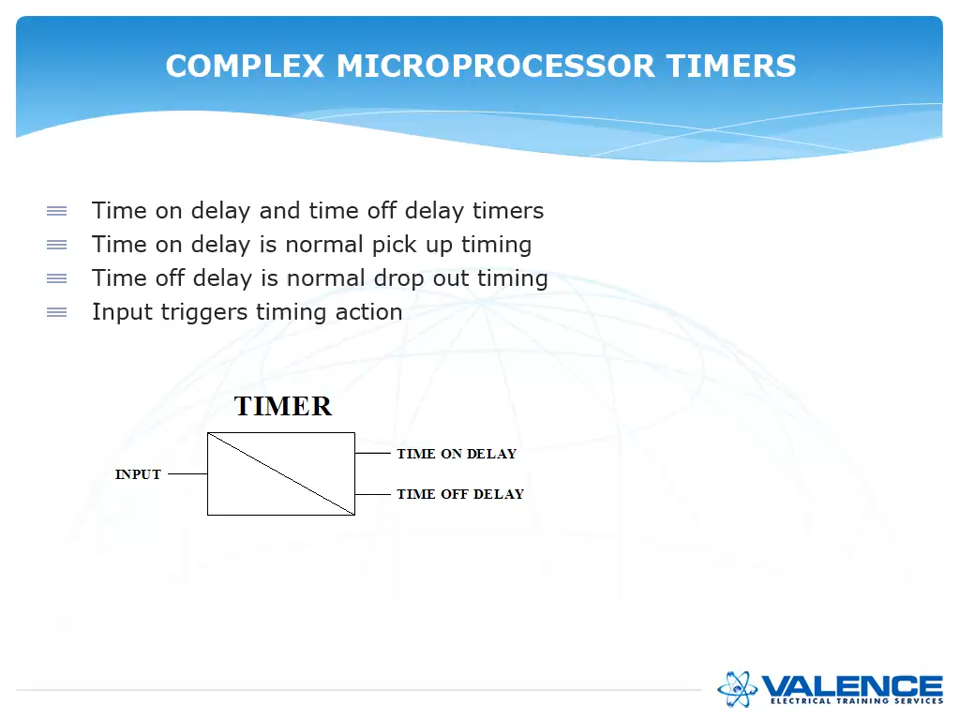 COMPLEX MICROPROCESSOR TIMERS
Time on delay and time off delay timers
Time on delay is normal pick up timing
Time off delay is normal drop out timing
Input triggers timing action
TIMER
INPUT
TIME ON DELAY
TIME OFF DELAY
VALENCE
ELECTRICAL TRAINING SERVICES